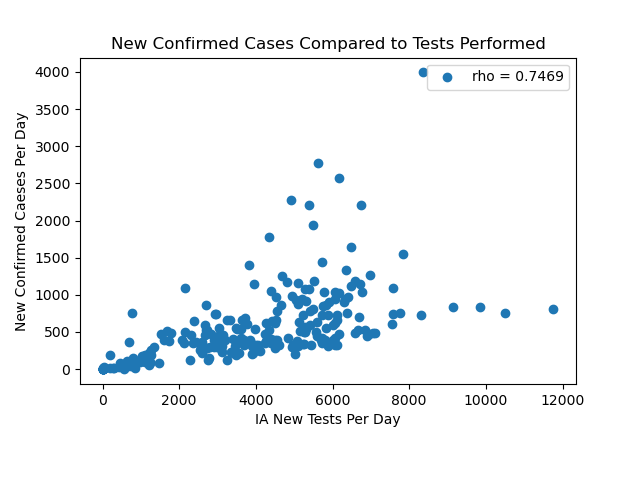 New Confirmed Cases Compared to Tests Performed
rho = 0.7469
New Confirmed Caeses Per Day
4000
3500
3000
2500
2000
1500
1000
500
0
0 2000 4000 6000 8000 10000 12000
IA New Tests Per Day